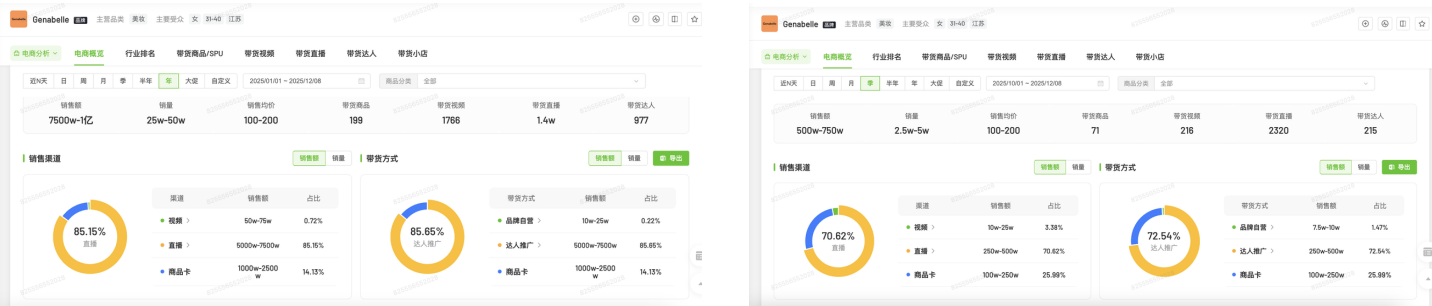 Genabelle 品牌 主营品类 美妆 主要受众 女 31-40 江苏
电商分析 电商概览 行业排名 带货商品/SPU 带货视频 带货直播 带货达人 带货小店
近N天 日 周 月 季 半年 年 大促 自定义 2025/01/01 ~ 2025/12/08 商品分类 全部
销售额 销量 销售均价 带货商品 带货视频 带货直播 带货达人
7500w-1亿 25w-50w 100-200 199 1766 1.4w 977
销售渠道 销售额 销量 带货方式 销售额 销量 导出
渠道 销售额 占比 带货方式 销售额 占比
85.15% 直播
视频 > 50w-75w 0.72%
直播 > 5000w-7500w 85.15%
商品卡 1000w-2500w 14.13%
85.65% 达人推广
品牌自营 > 10w-25w 0.22%
达人推广 > 5000w-7500w 85.65%
商品卡 1000w-2500w 14.13%
Genabelle 品牌 主营品类 美妆 主要受众 女 31-40 江苏
电商分析 电商概览 行业排名 带货商品/SPU 带货视频 带货直播 带货达人 带货小店
近N天 日 周 月 季 半年 年 大促 自定义 2025/10/01 ~ 2025/12/08 商品分类 全部
销售额 销量 销售均价 带货商品 带货视频 带货直播 带货达人
500w-750w 2.5w-5w 100-200 71 216 2320 215
销售渠道 销售额 销量 带货方式 销售额 销量 导出
渠道 销售额 占比 带货方式 销售额 占比
70.62% 直播
视频 > 10w-25w 3.38%
直播 > 250w-500w 70.62%
商品卡 100w-250w 25.99%
72.54% 达人推广
品牌自营 > 7.5w-10w 1.47%
达人推广 > 250w-500w 72.54%
商品卡 100w-250w 25.99%